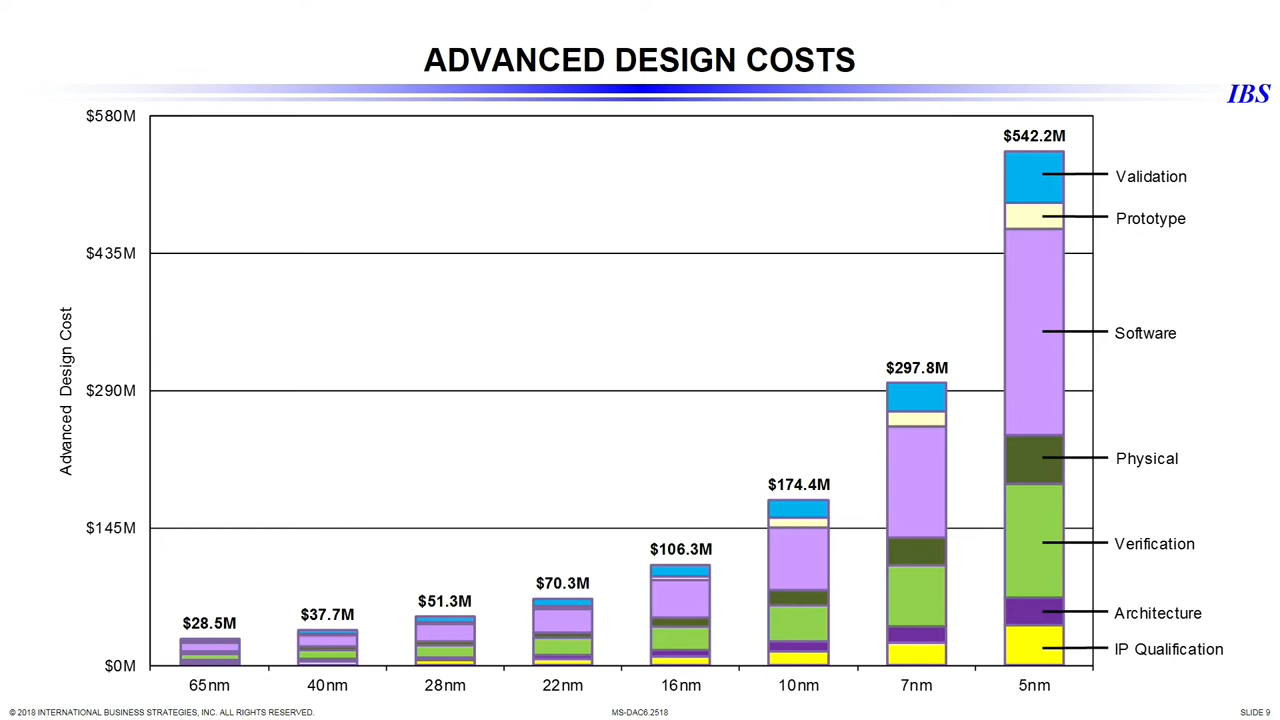 ADVANCED DESIGN COSTS
IBS
$580M
$435M
$290M
$145M
$0M
Advanced Design Cost
$28.5M
$37.7M
$51.3M
$70.3M
$106.3M
$174.4M
$297.8M
$542.2M
Validation
Prototype
Software
Physical
Verification
Architecture
IP Qualification
65nm
40nm
28nm
22nm
16nm
10nm
7nm
5nm
© 2018 INTERNATIONAL BUSINESS STRATEGIES, INC. ALL RIGHTS RESERVED.
MS-DAC6.2518
SLIDE 9